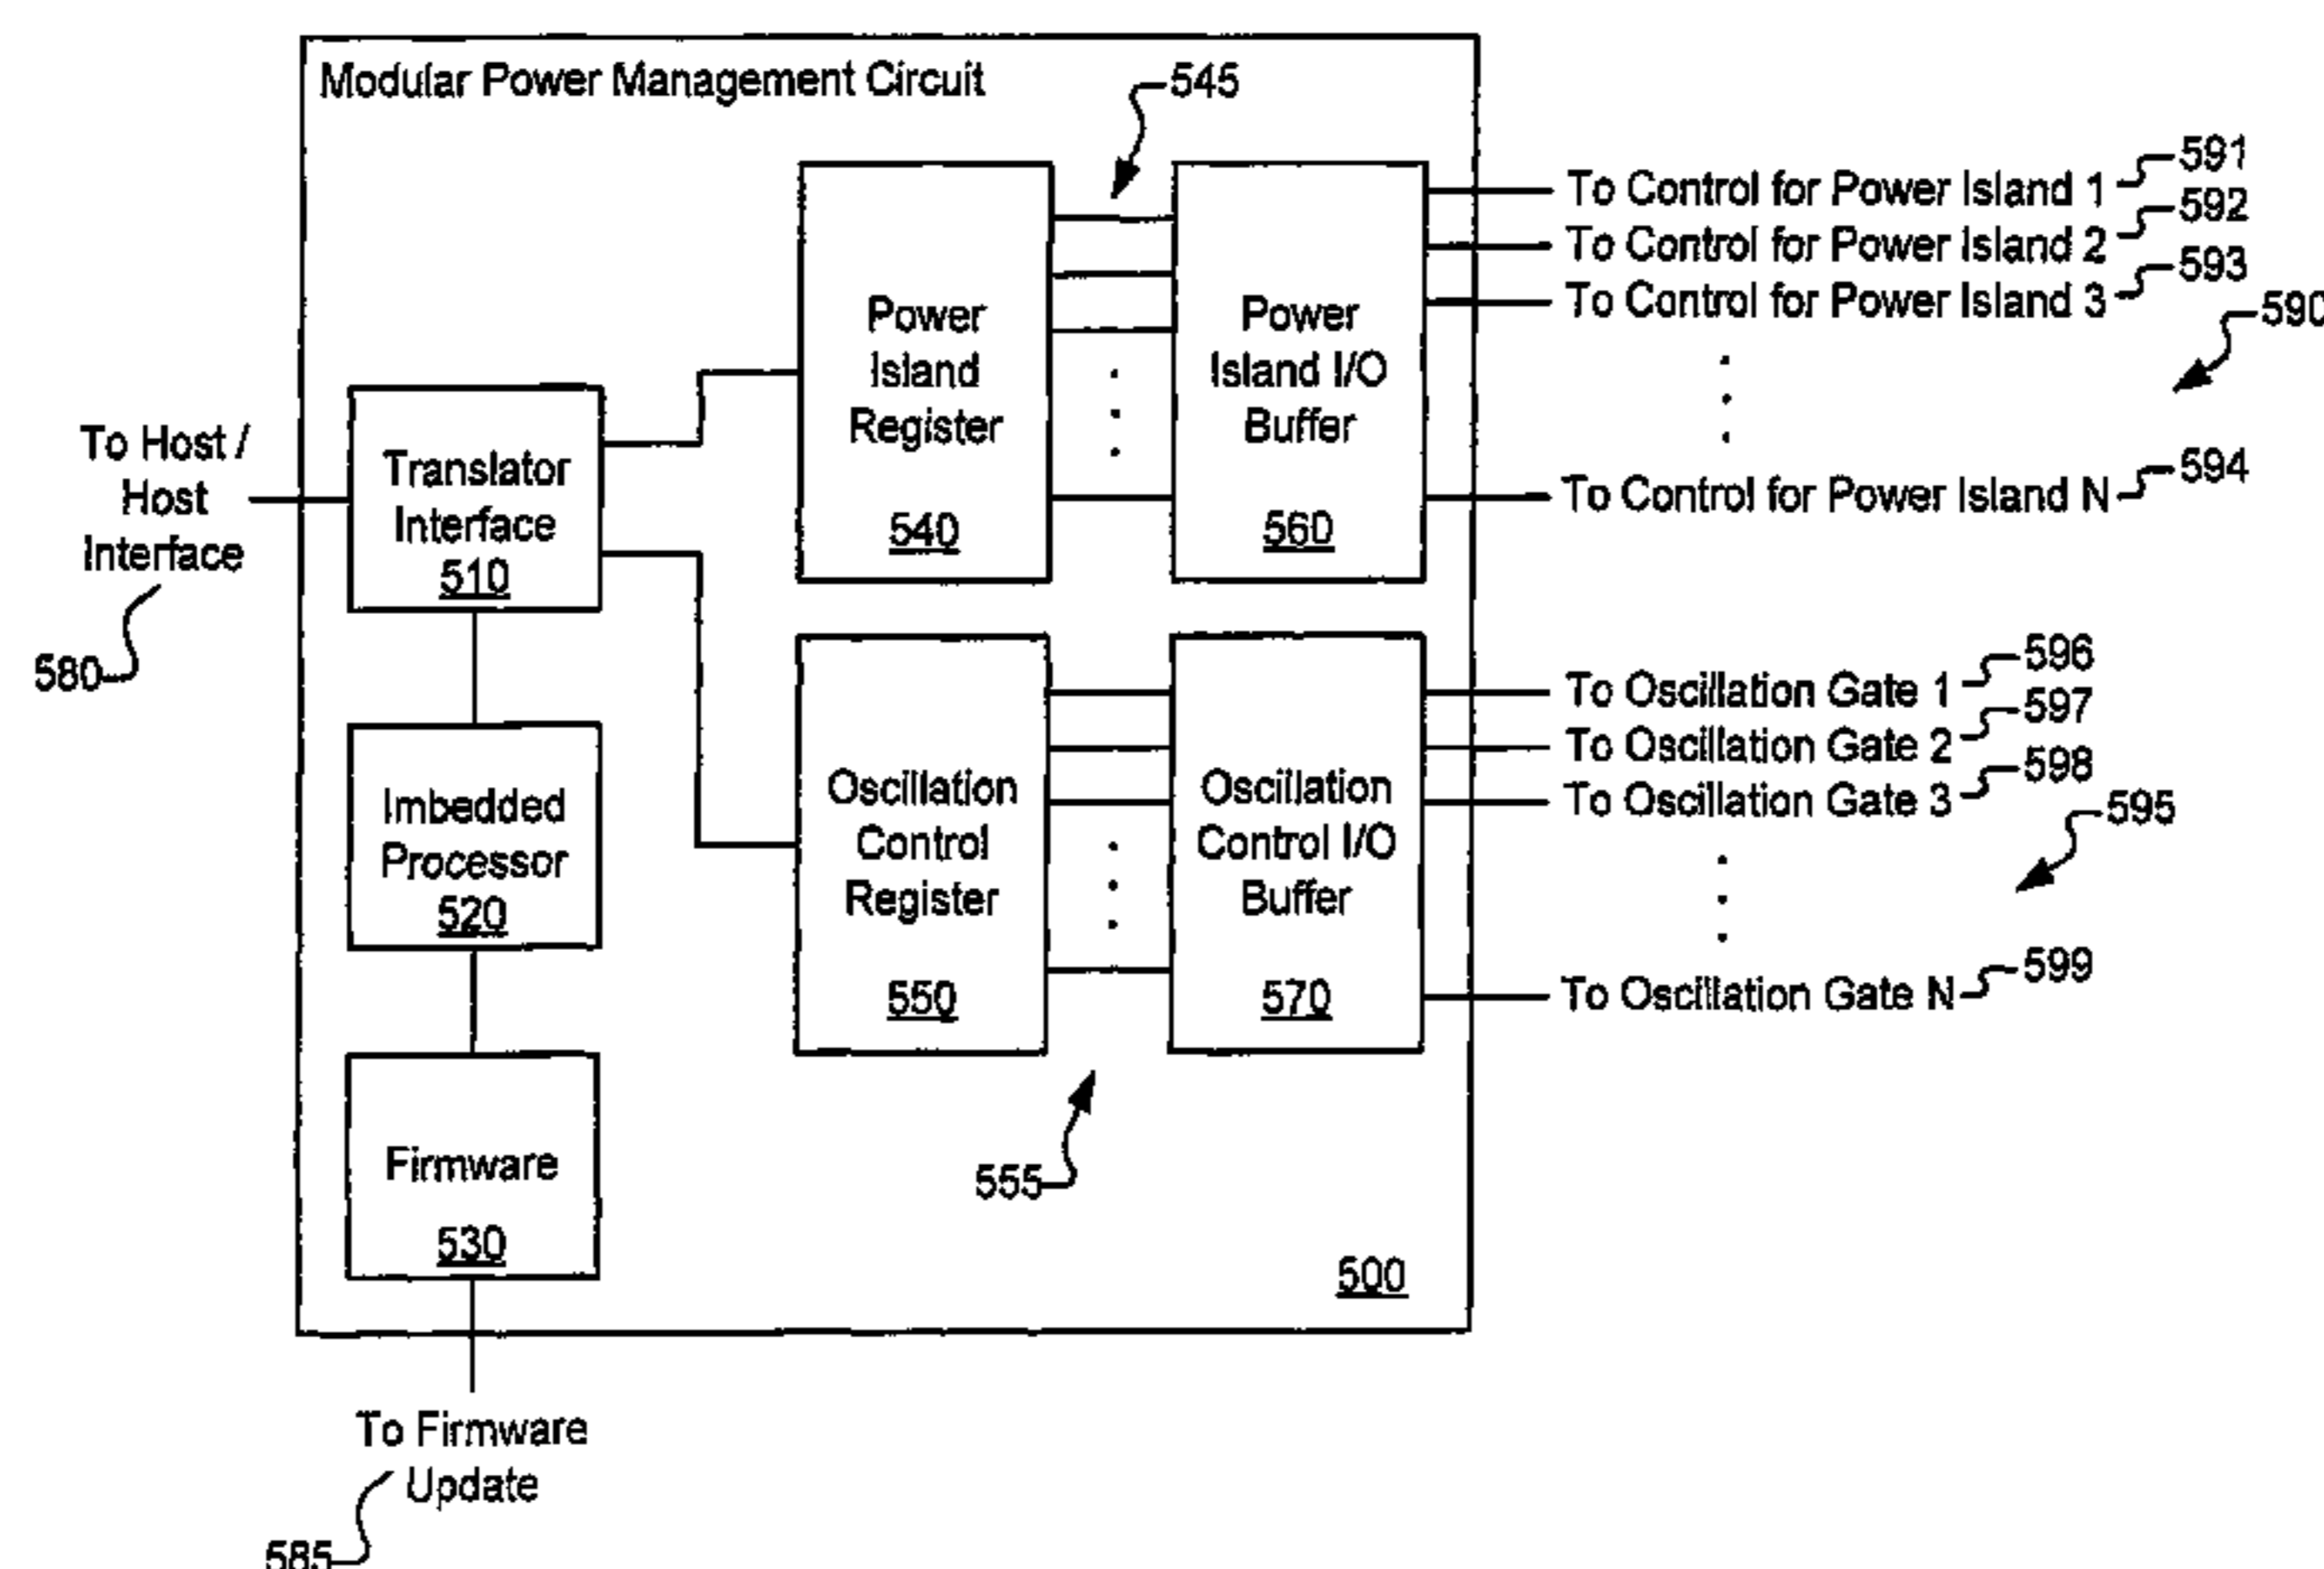 Modular Power Management Circuit
545
To Host /
Host
Interface
580
Translator
Interface
510
Imbedded
Processor
520
Firmware
530
To Firmware
Update
585
Power
Island
Register
540
Power
Island I/O
Buffer
560
Oscillation
Control
Register
550
Oscillation
Control I/O
Buffer
570
555
500
To Control for Power Island 1
591
To Control for Power Island 2
592
To Control for Power Island 3
593
590
To Control for Power Island N
594
To Oscillation Gate 1
596
To Oscillation Gate 2
597
To Oscillation Gate 3
598
595
To Oscillation Gate N
599